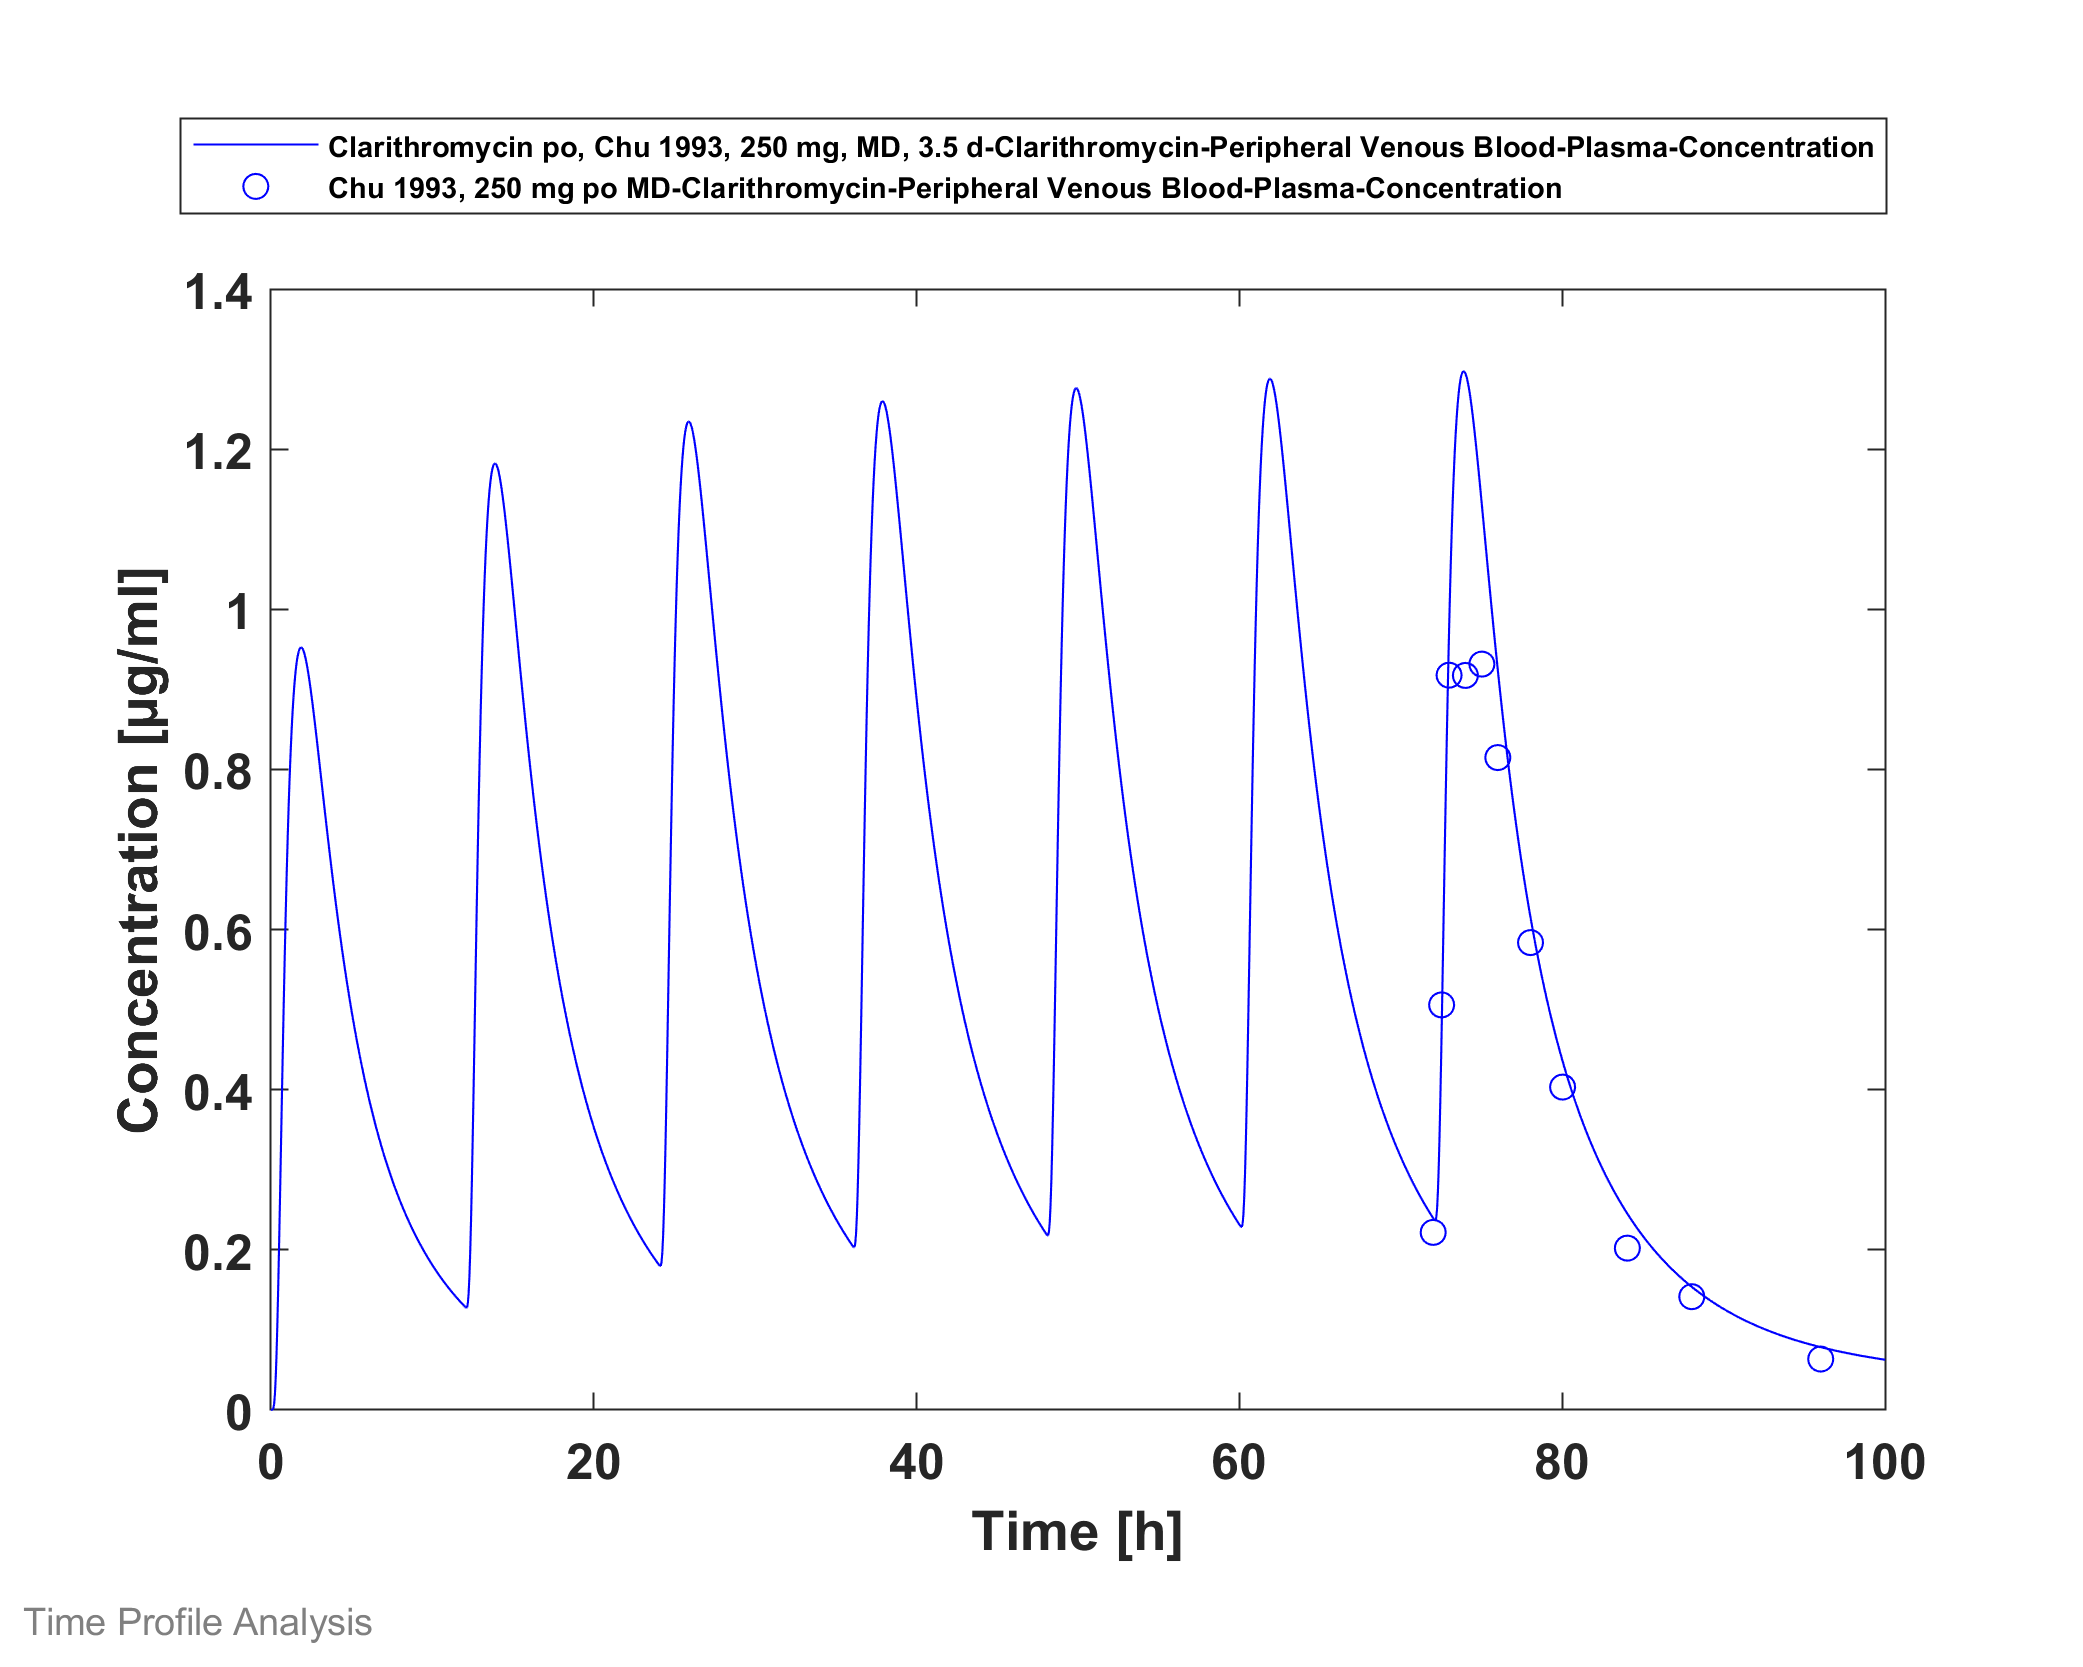 Clarithromycin po, Chu 1993, 250 mg, MD, 3.5 d-Clarithromycin-Peripheral Venous Blood-Plasma-Concentration
Chu 1993, 250 mg po MD-Clarithromycin-Peripheral Venous Blood-Plasma-Concentration
1.4
1.2
1
0.8
0.6
0.4
0.2
0
Concentration [µg/ml]
0 20 40 60 80 100
Time [h]
Time Profile Analysis